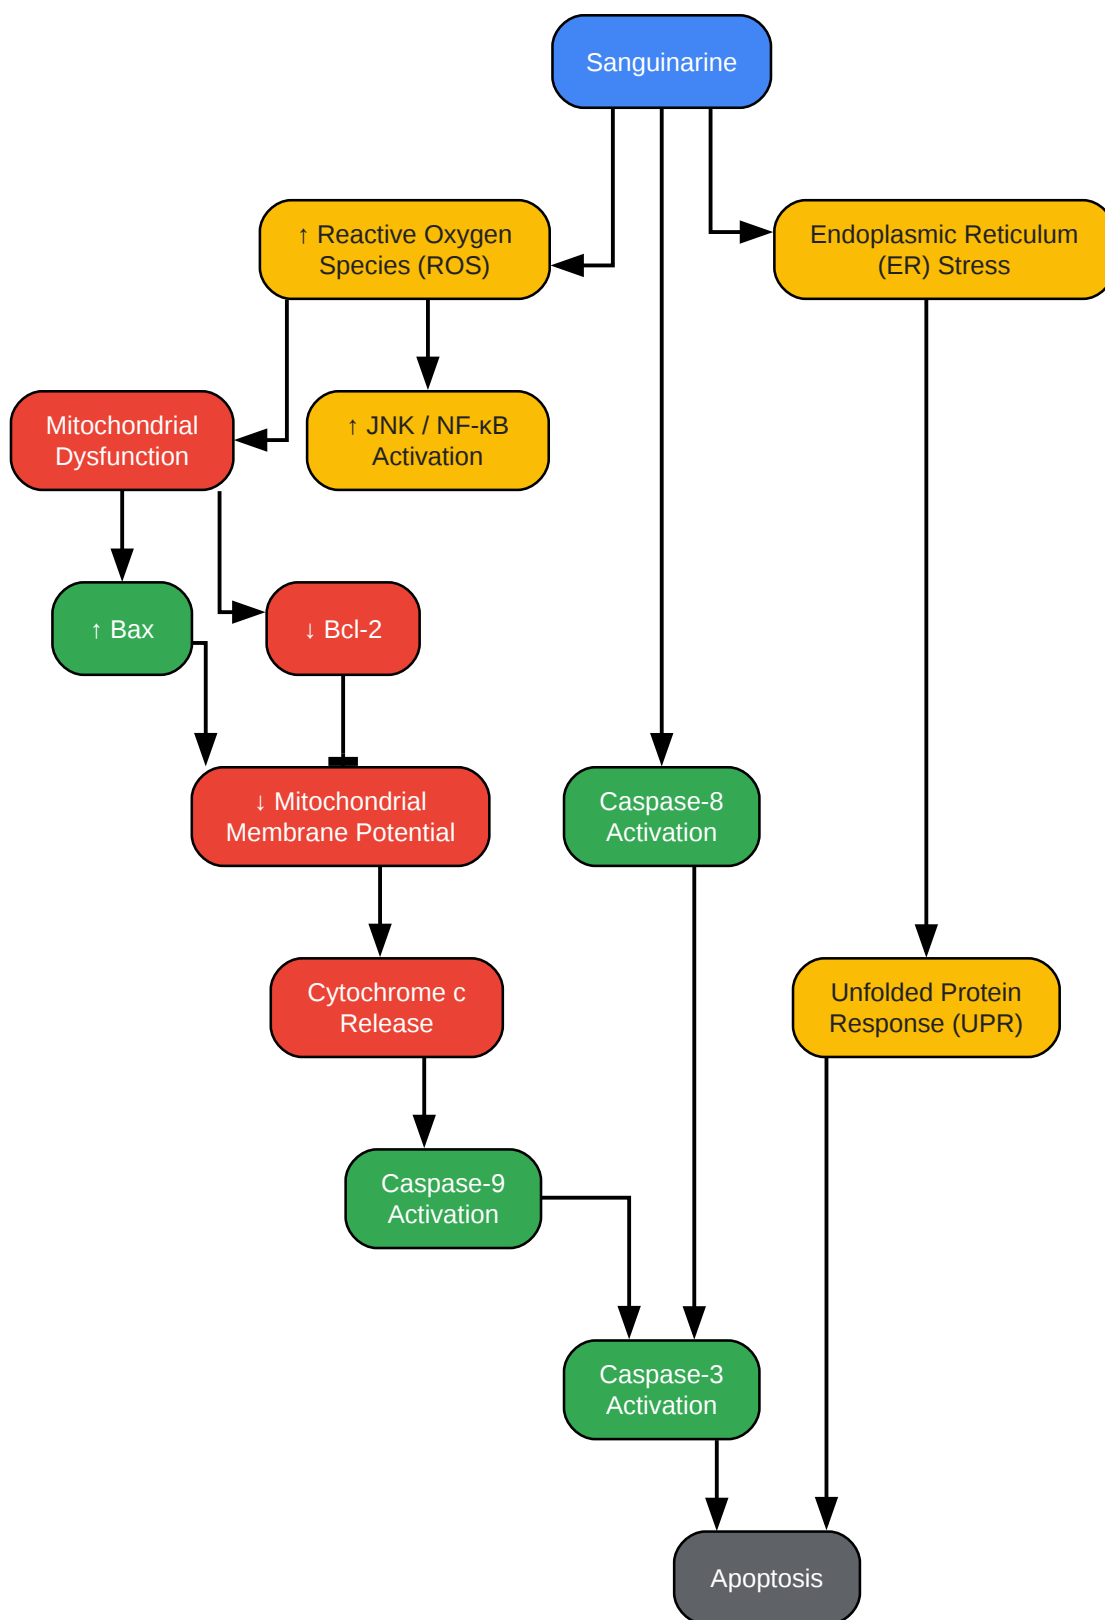 Sanguinarine
↑ Reactive Oxygen
Species (ROS)
Endoplasmic Reticulum
(ER) Stress
Mitochondrial
Dysfunction
↑ JNK / NF-κB
Activation
↑ Bax
↓ Bcl-2
↓ Mitochondrial
Membrane Potential
Caspase-8
Activation
Cytochrome c
Release
Unfolded Protein
Response (UPR)
Caspase-9
Activation
Caspase-3
Activation
Apoptosis